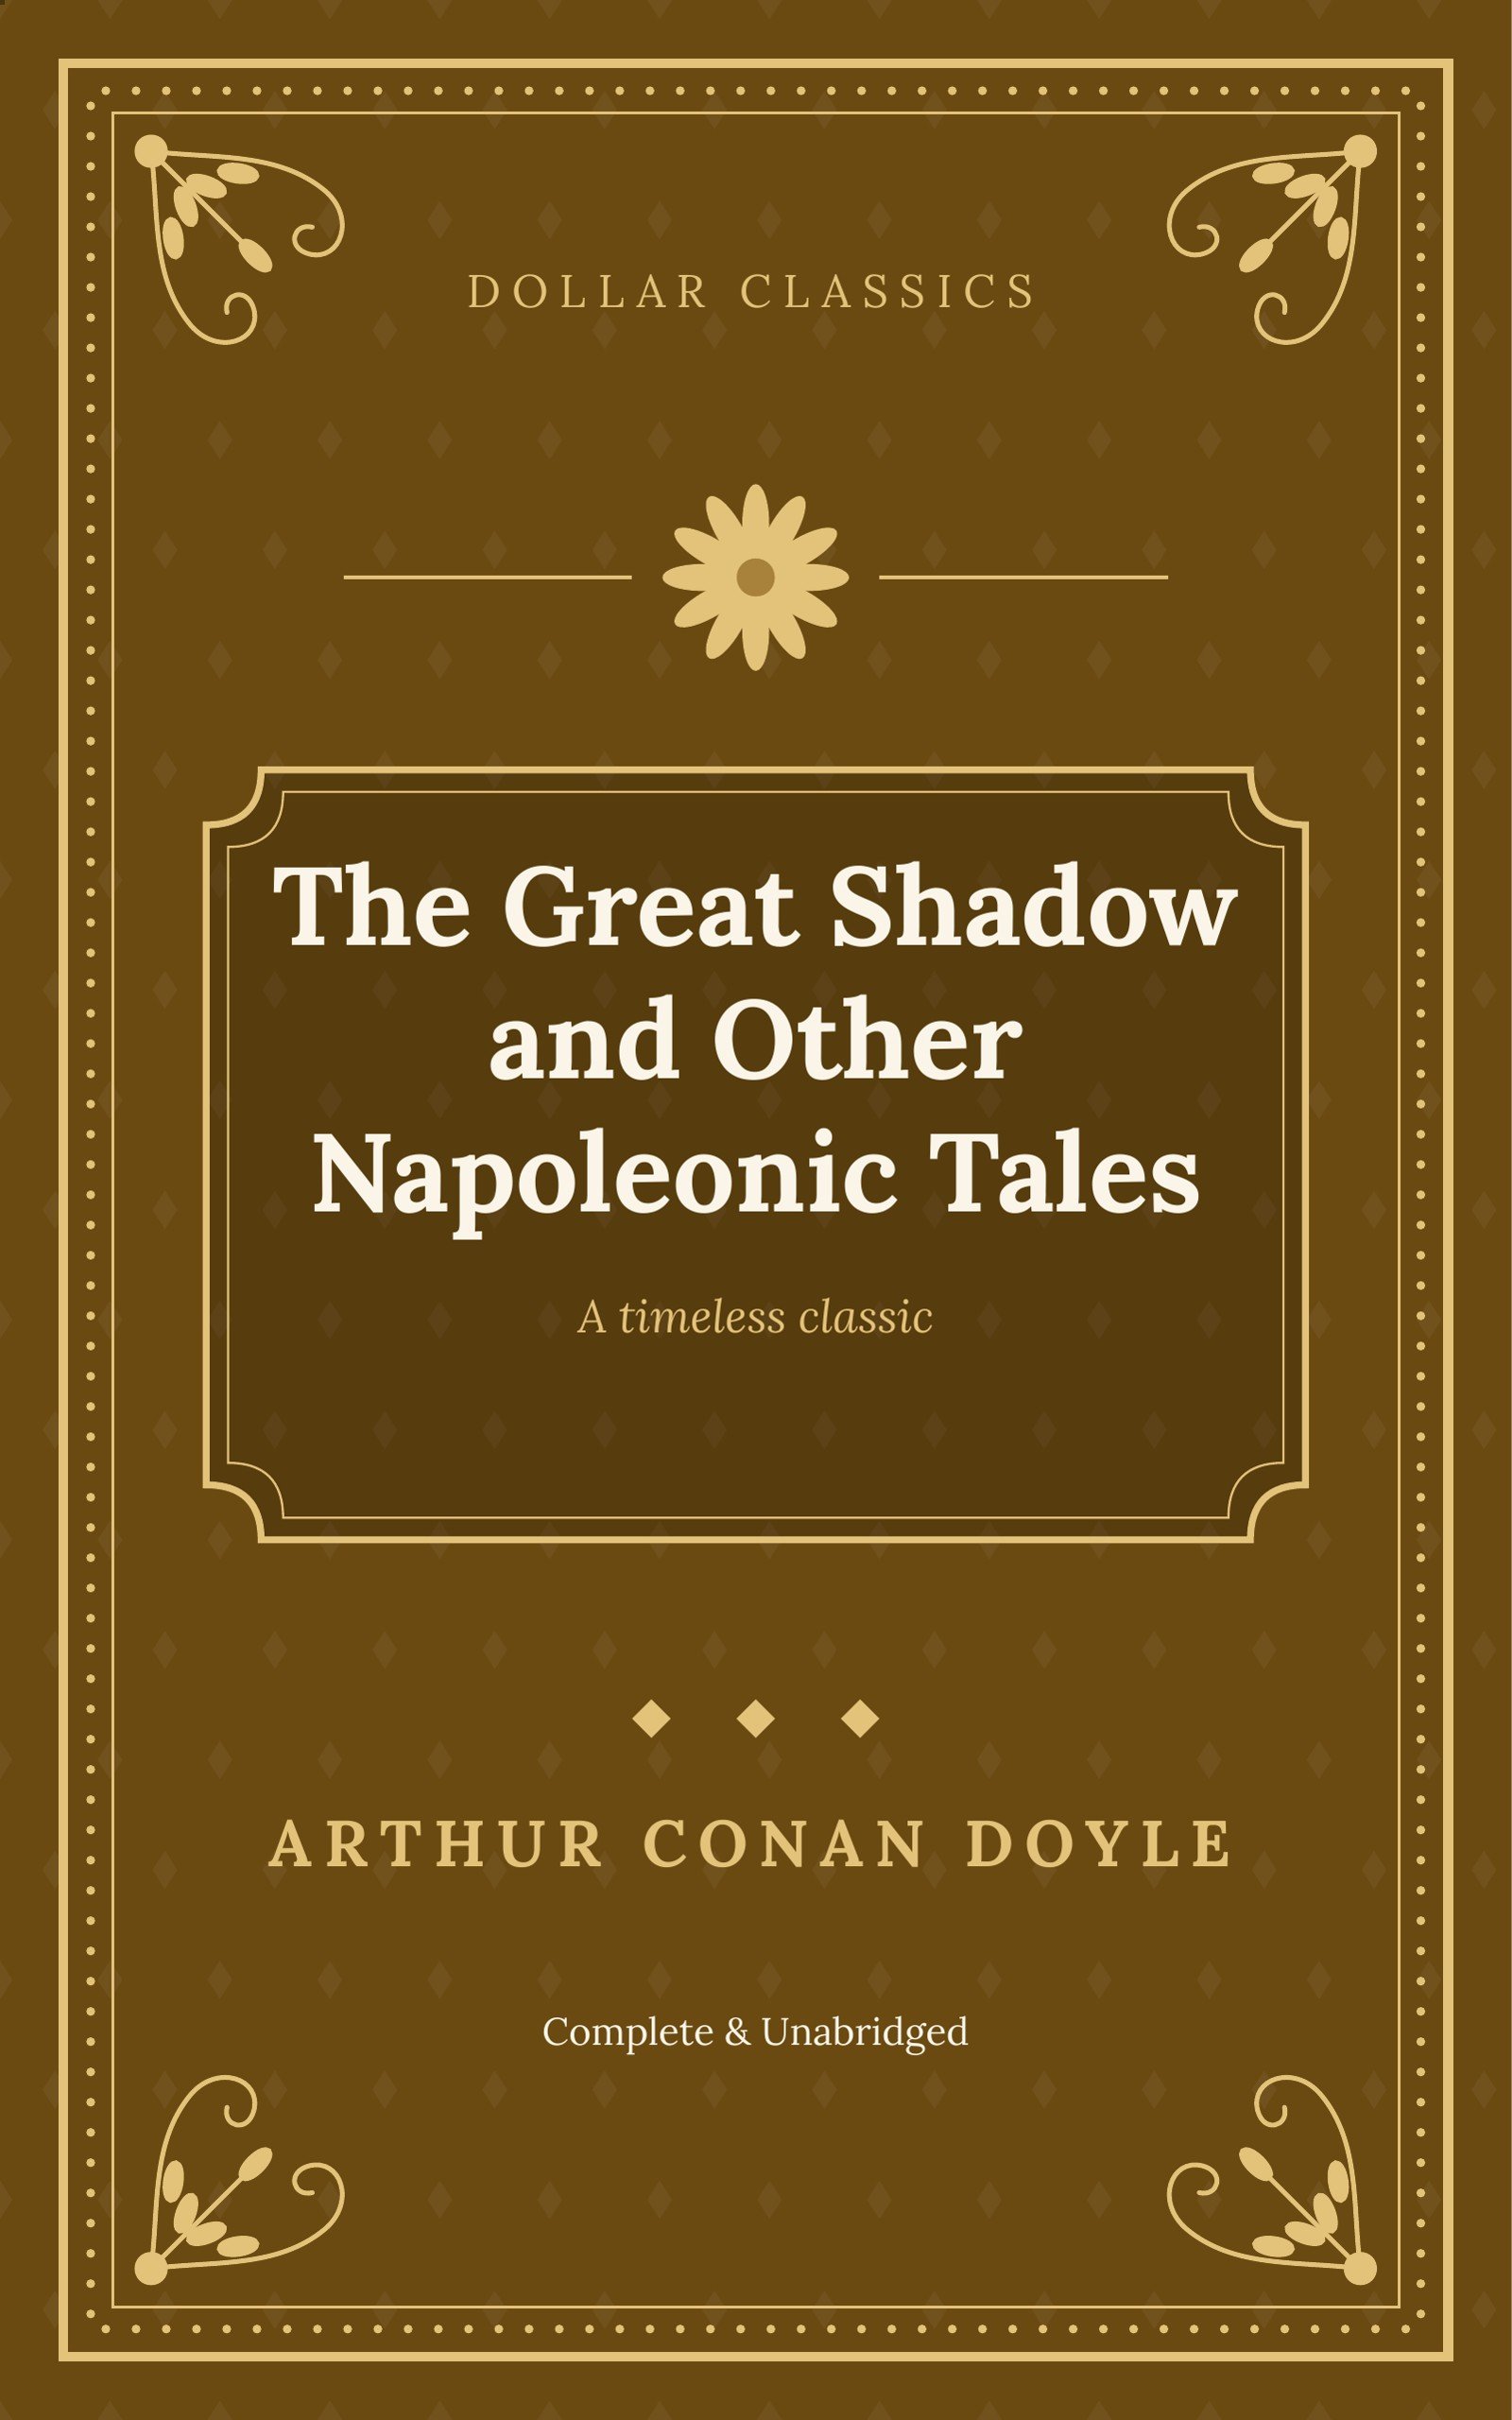 DOLLAR CLASSICS
The Great Shadow
and Other
Napoleonic Tales
A timeless classic
ARTHUR CONAN DOYLE
Complete & Unabridged